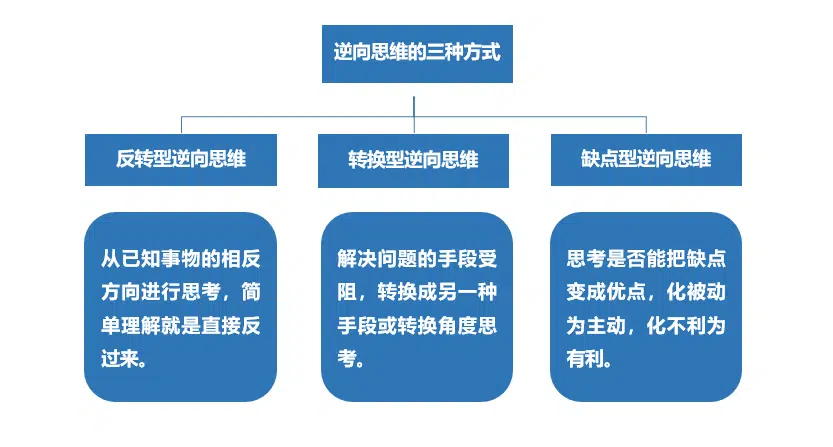 逆向思维的三种方式
反转型逆向思维
转换型逆向思维
缺点型逆向思维
从已知事物的相反
方向进行思考，简
单理解就是直接反
过来。
解决问题的手段受
阻，转换成另一种
手段或转换角度思
考。
思考是否能把缺点
变成优点，化被动
为主动，化不利为
有利。